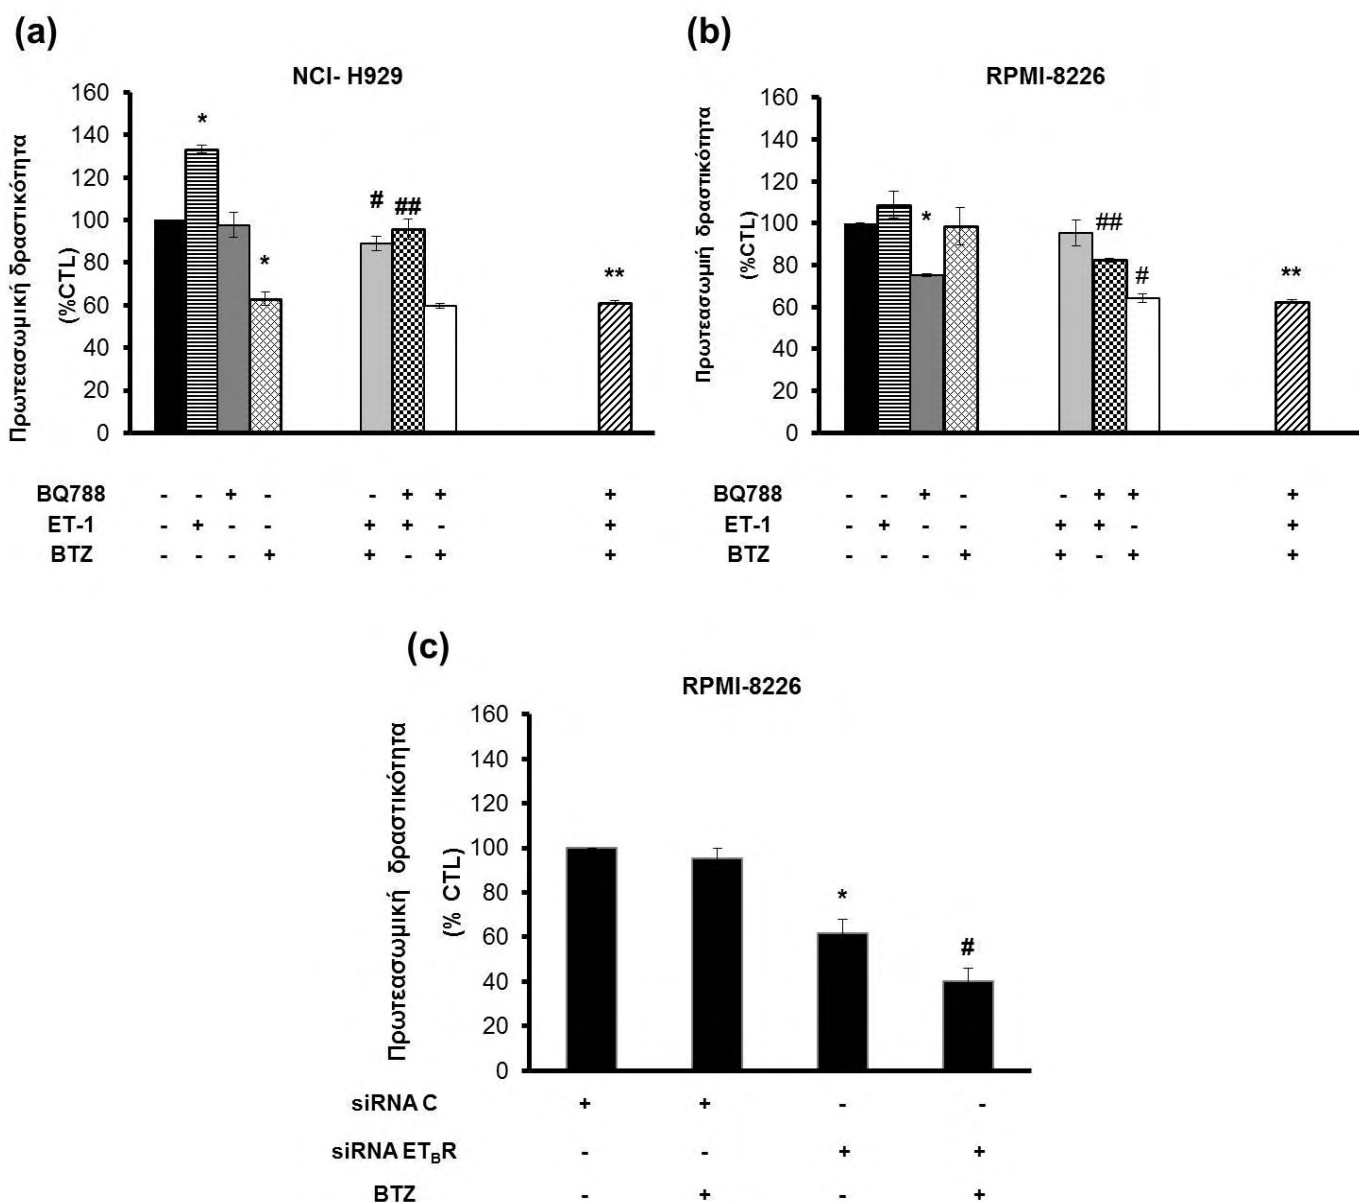 (a)
NCI- H929
Πρωτεασωμική δραστικότητα
(%CTL)
160
140
120
100
80
60
40
20
0
*
*
#
##
**
BQ788 - - + - - + + +
ET-1 - + - - + + - +
BTZ - - - + + - + +
(b)
RPMI-8226
Πρωτεασωμή δραστικότητα
(%CTL)
160
140
120
100
80
60
40
20
0
*
##
#
**
BQ788 - - + - - + + +
ET-1 - + - - + + - +
BTZ - - - + + - + +
(c)
RPMI-8226
Πρωτεασωμική δραστικότητα
(% CTL)
160
140
120
100
80
60
40
20
0
*
#
siRNA C + + - -
siRNA ETBR - - + +
BTZ - + - +